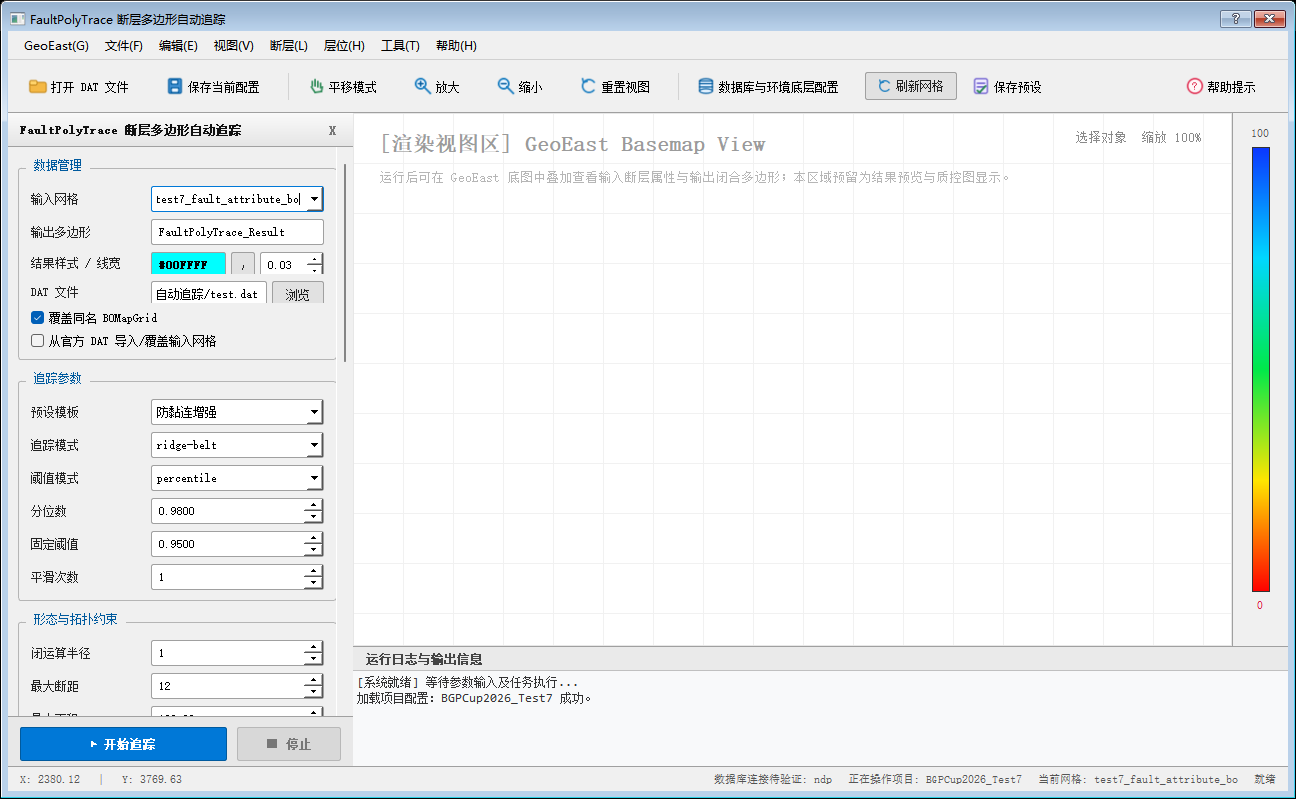 FaultPolyTrace 断层多边形自动追踪
GeoEast(G) 文件(F) 编辑(E) 视图(V) 断层(L) 层位(H) 工具(T) 帮助(H)
打开 DAT 文件 保存当前配置 平移模式 放大 缩小 重置视图 数据库与环境底层配置 刷新网格 保存预设 帮助提示
FaultPolyTrace 断层多边形自动追踪 X
数据管理
输入网格 test7_fault_attribute_bo
输出多边形 FaultPolyTrace_Result
结果样式 / 线宽 #00FFFF , 0.03
DAT 文件 自动追踪/test.dat 浏览
覆盖同名 BOMapGrid
从官方 DAT 导入/覆盖输入网格
追踪参数
预设模板 防黏连增强
追踪模式 ridge-belt
阈值模式 percentile
分位数 0.9800
固定阈值 0.9500
平滑次数 1
形态与拓扑约束
闭运算半径 1
最大断距 12
开始追踪 停止
[渲染视图区] GeoEast Basemap View
选择对象 缩放 100%
运行后可在 GeoEast 底图中叠加查看输入断层属性与输出闭合多边形；本区域预留为结果预览与质控图显示。
100
0
运行日志与输出信息
[系统就绪] 等待参数输入及任务执行...
加载项目配置: BGPCup2026_Test7 成功。
X: 2380.12 | Y: 3769.63 数据库连接待验证: ndp 正在操作项目: BGPCup2026_Test7 当前网格: test7_fault_attribute_bo 就绪